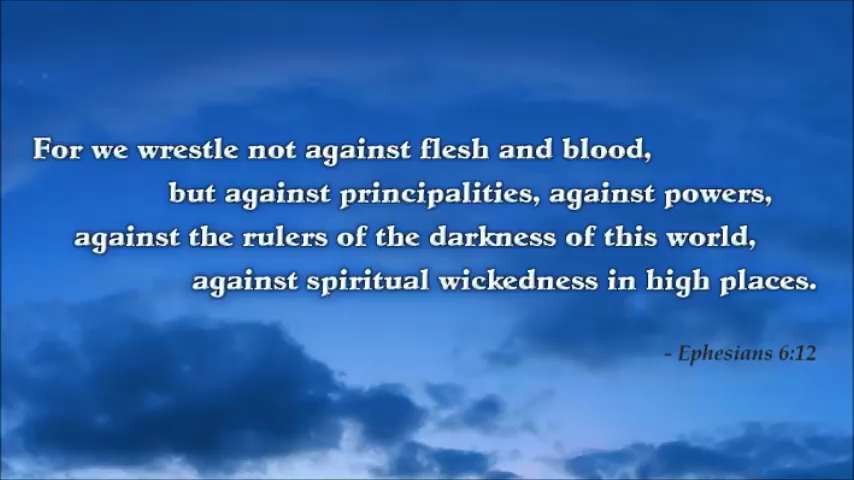 For we wrestle not against flesh and blood,
but against principalities, against powers,
against the rulers of the darkness of this world,
against spiritual wickedness in high places.
- Ephesians 6:12